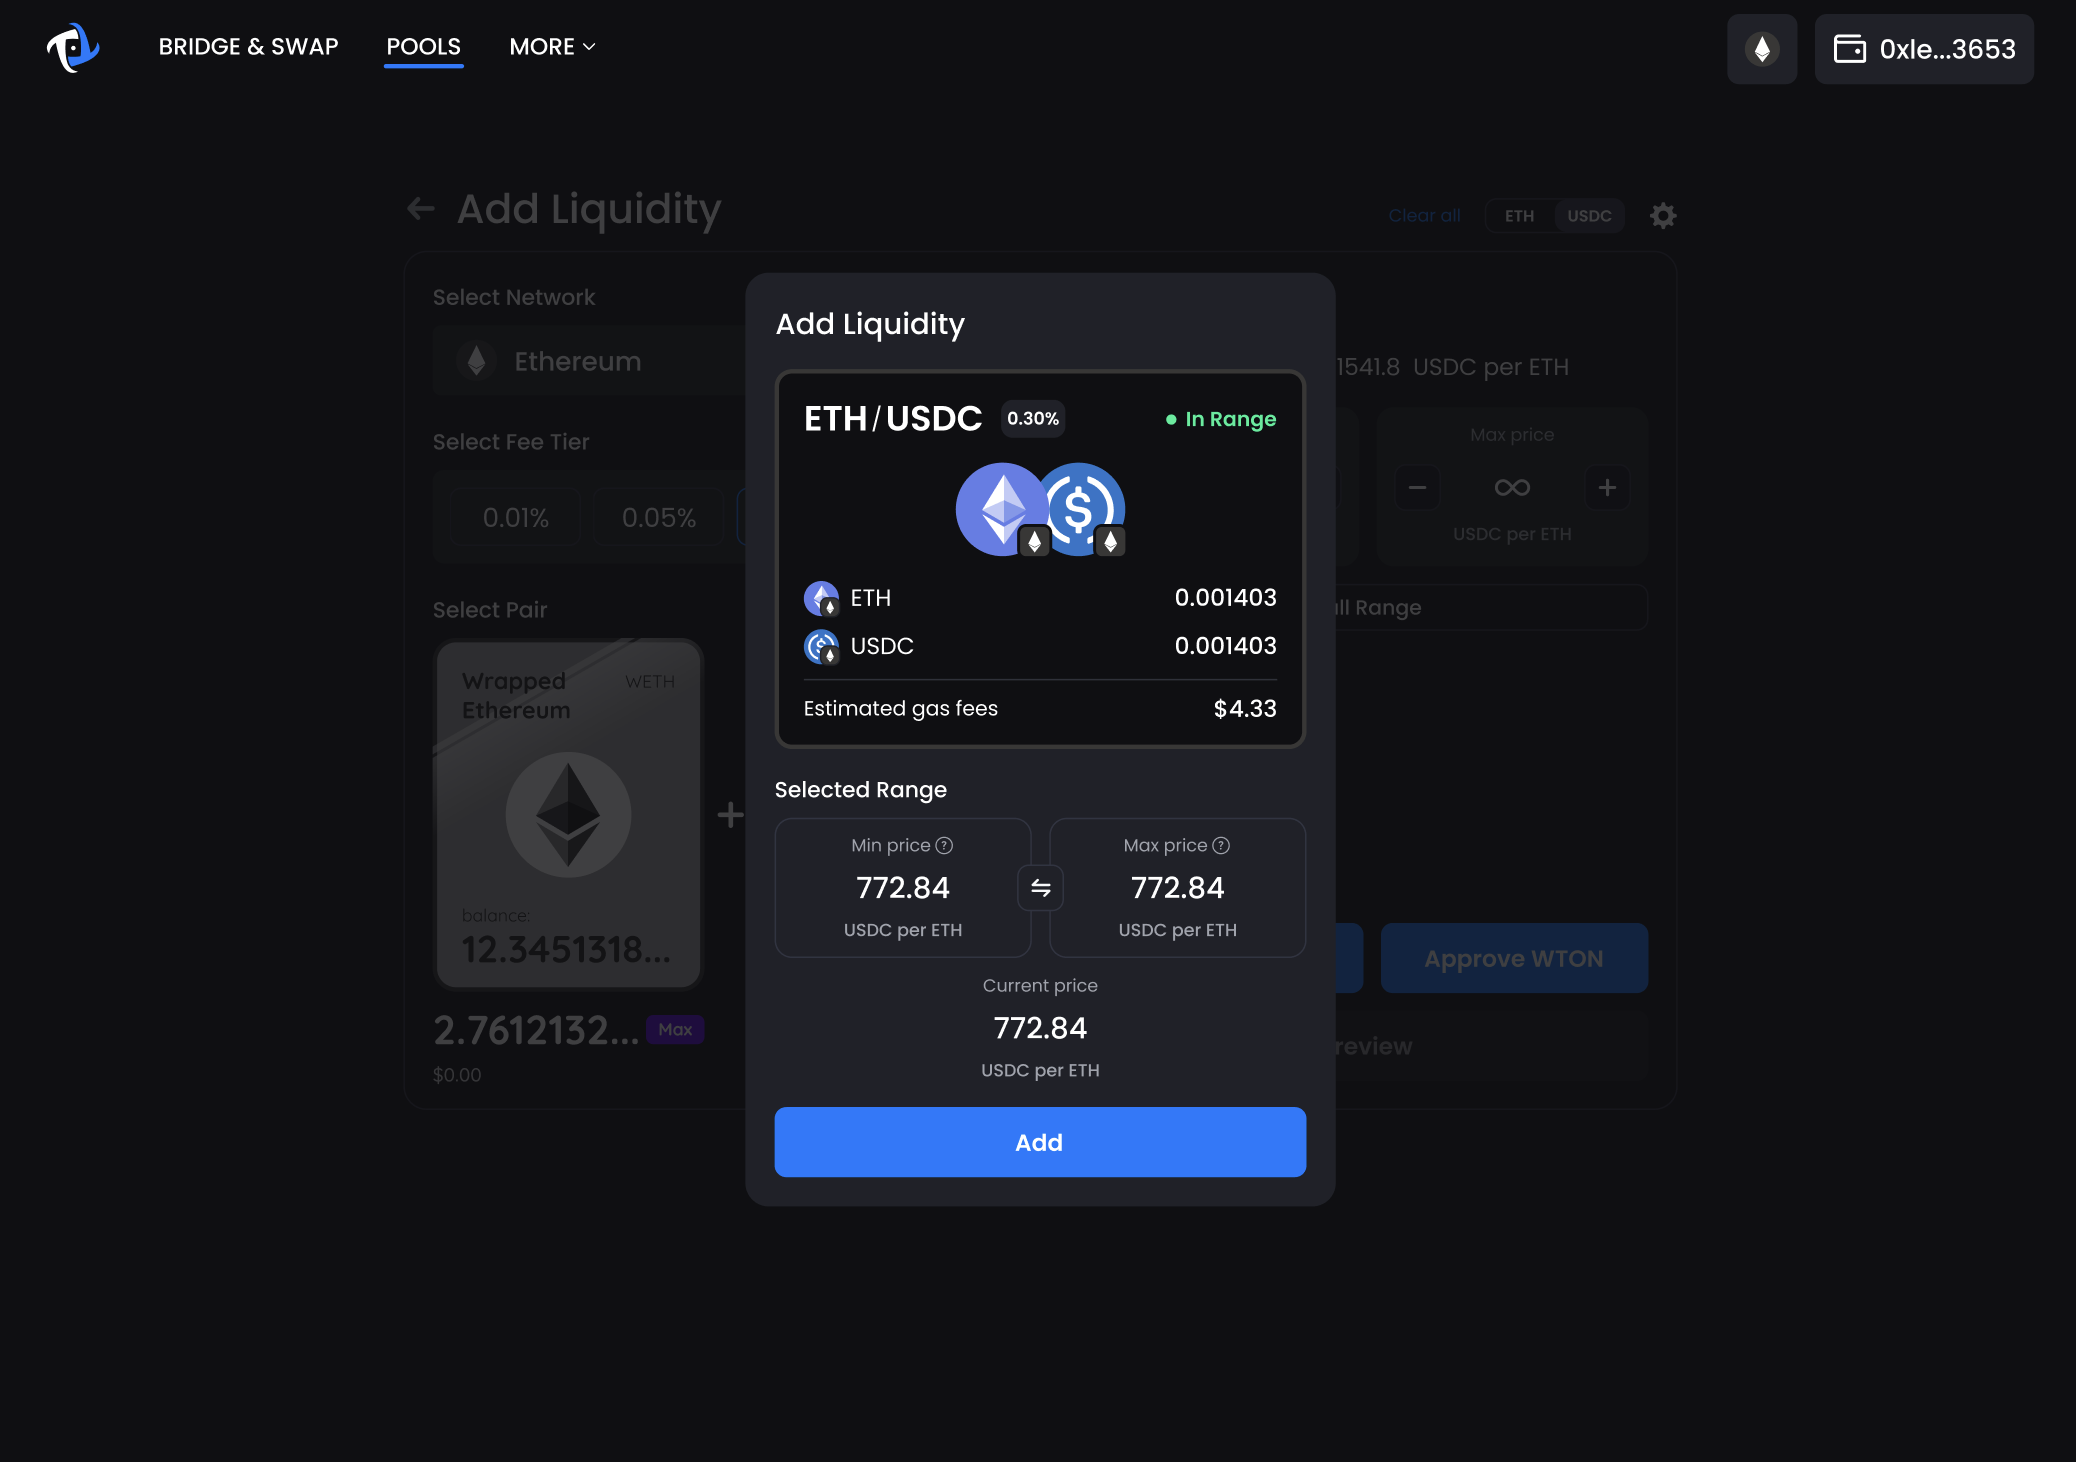 BRIDGE & SWAP
POOLS
MORE
0xle...3653
Add Liquidity
Clear all
ETH
USDC
Select Network
Ethereum
1541.8 USDC per ETH
Select Fee Tier
0.01%
0.05%
Max price
∞
USDC per ETH
Range
Select Pair
Wrapped
Ethereum
WETH
balance:
12.3451318...
2.7612132...
Max
$0.00
Approve WTON
review
Add Liquidity
ETH/USDC
0.30%
In Range
ETH
0.001403
USDC
0.001403
Estimated gas fees
$4.33
Selected Range
Min price
772.84
USDC per ETH
Max price
772.84
USDC per ETH
Current price
772.84
USDC per ETH
Add